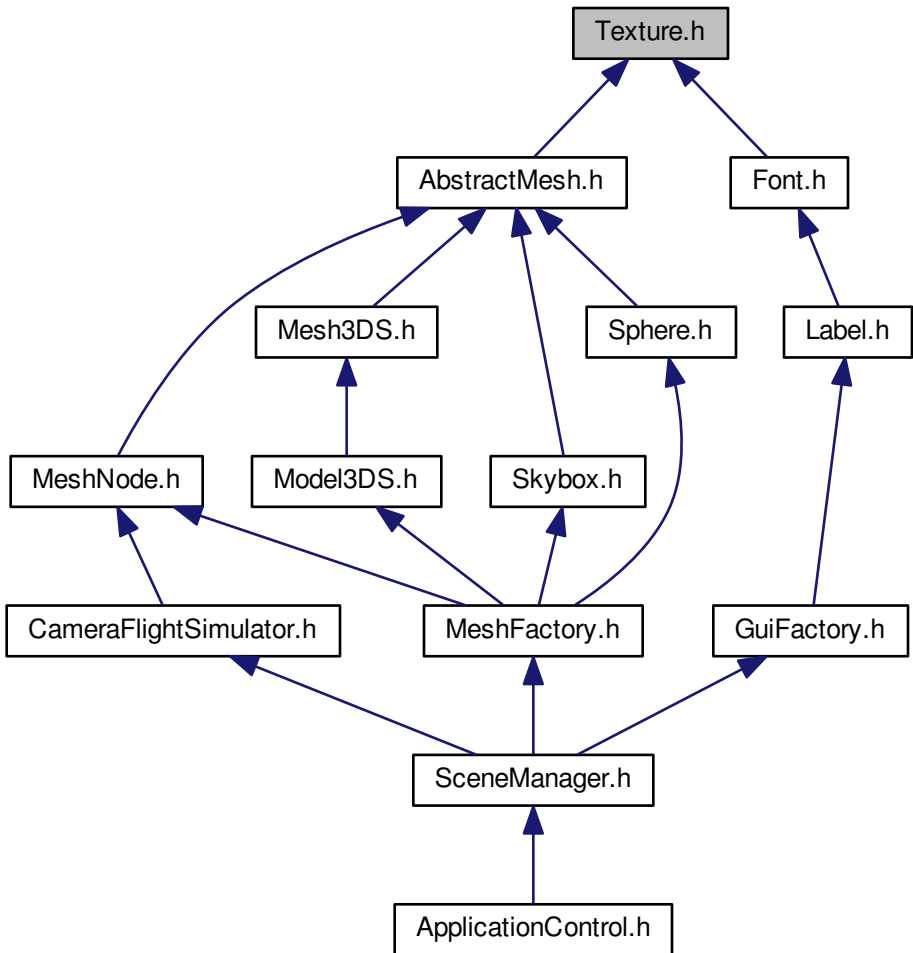 Texture.h
AbstractMesh.h
Font.h
Mesh3DS.h
Sphere.h
Label.h
MeshNode.h
Model3DS.h
Skybox.h
CameraFlightSimulator.h
MeshFactory.h
GuiFactory.h
SceneManager.h
ApplicationControl.h